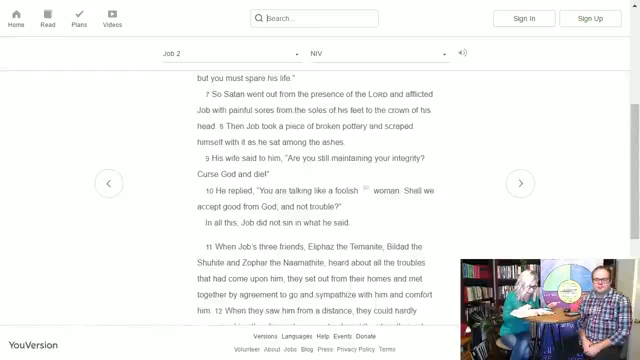 Home
Read
Plans
Videos
Search...
Sign In
Sign Up
Job 2
NIV
but you must spare his life.”
7 So Satan went out from the presence of the LORD and afflicted
Job with painful sores from the soles of his feet to the crown of his
head. 8 Then Job took a piece of broken pottery and scraped
himself with it as he sat among the ashes.
9 His wife said to him, “Are you still maintaining your integrity?
Curse God and die!”
10 He replied, “You are talking like a foolish woman. Shall we
accept good from God, and not trouble?”
In all this, Job did not sin in what he said.
11 When Job’s three friends, Eliphaz the Temanite, Bildad the
Shuhite and Zophar the Naamathite, heard about all the troubles
that had come upon him, they set out from their homes and met
together by agreement to go and sympathize with him and comfort
him. 12 When they saw him from a distance, they could hardly
YouVersion
Versions Languages Help Events Donate
Volunteer About Jobs Blog Press Privacy Policy Terms